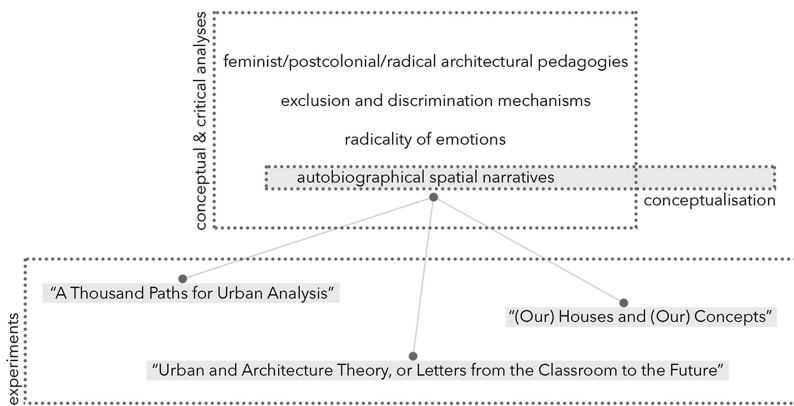 conceptual & critical analyses
feminist/postcolonial/radical architectural pedagogies
exclusion and discrimination mechanisms
radicality of emotions
autobiographical spatial narratives
conceptualisation
experiments
"A Thousand Paths for Urban Analysis"
"(Our) Houses and (Our) Concepts"
"Urban and Architecture Theory, or Letters from the Classroom to the Future"